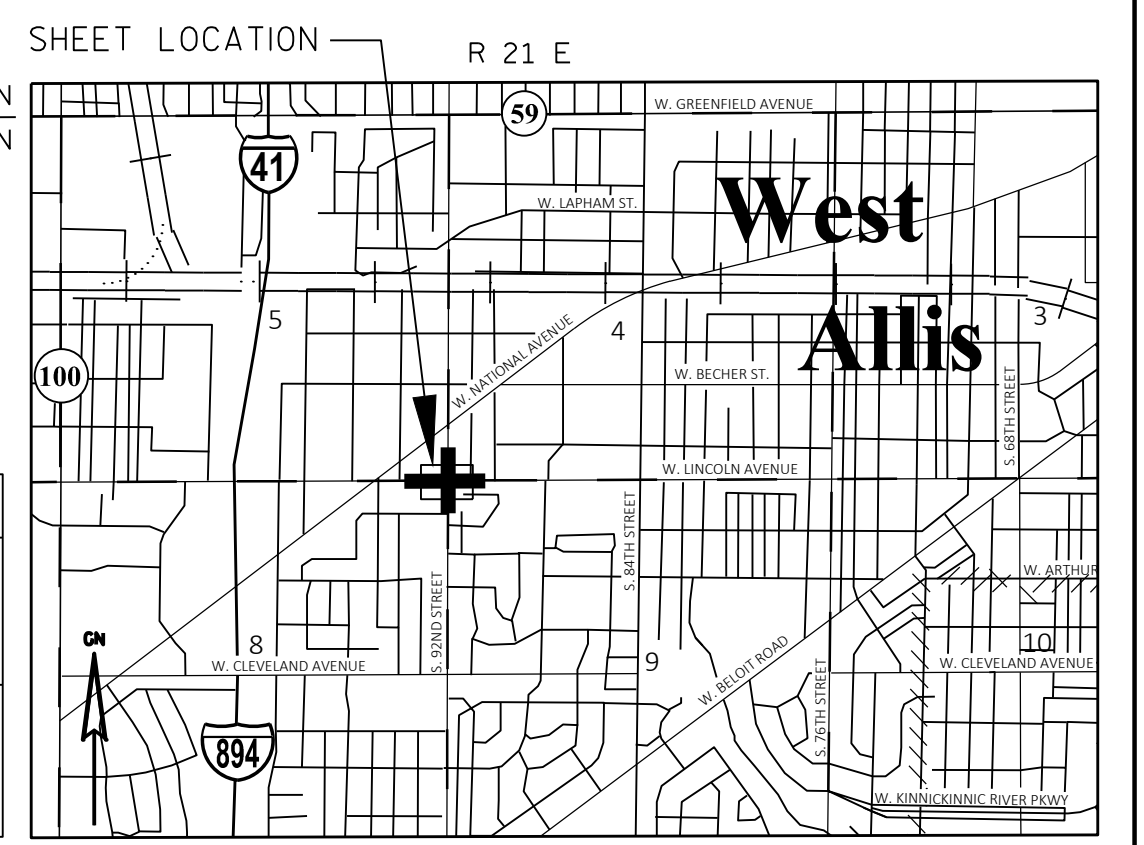 SHEET LOCATION
R 21 E
N
N
59
W. GREENFIELD AVENUE
41
West
W. LAPHAM ST.
5
4
3
Allis
W. NATIONAL AVENUE
100
W. BECHER ST.
S. 68TH STREET
W. LINCOLN AVENUE
S. 84TH STREET
W. ARTHUR
S. 92ND STREET
GN
8
10
9
W. CLEVELAND AVENUE
W. CLEVELAND AVENUE
W. BELOIT ROAD
S. 76TH STREET
894
W. KINNICKINNIC RIVER PKWY